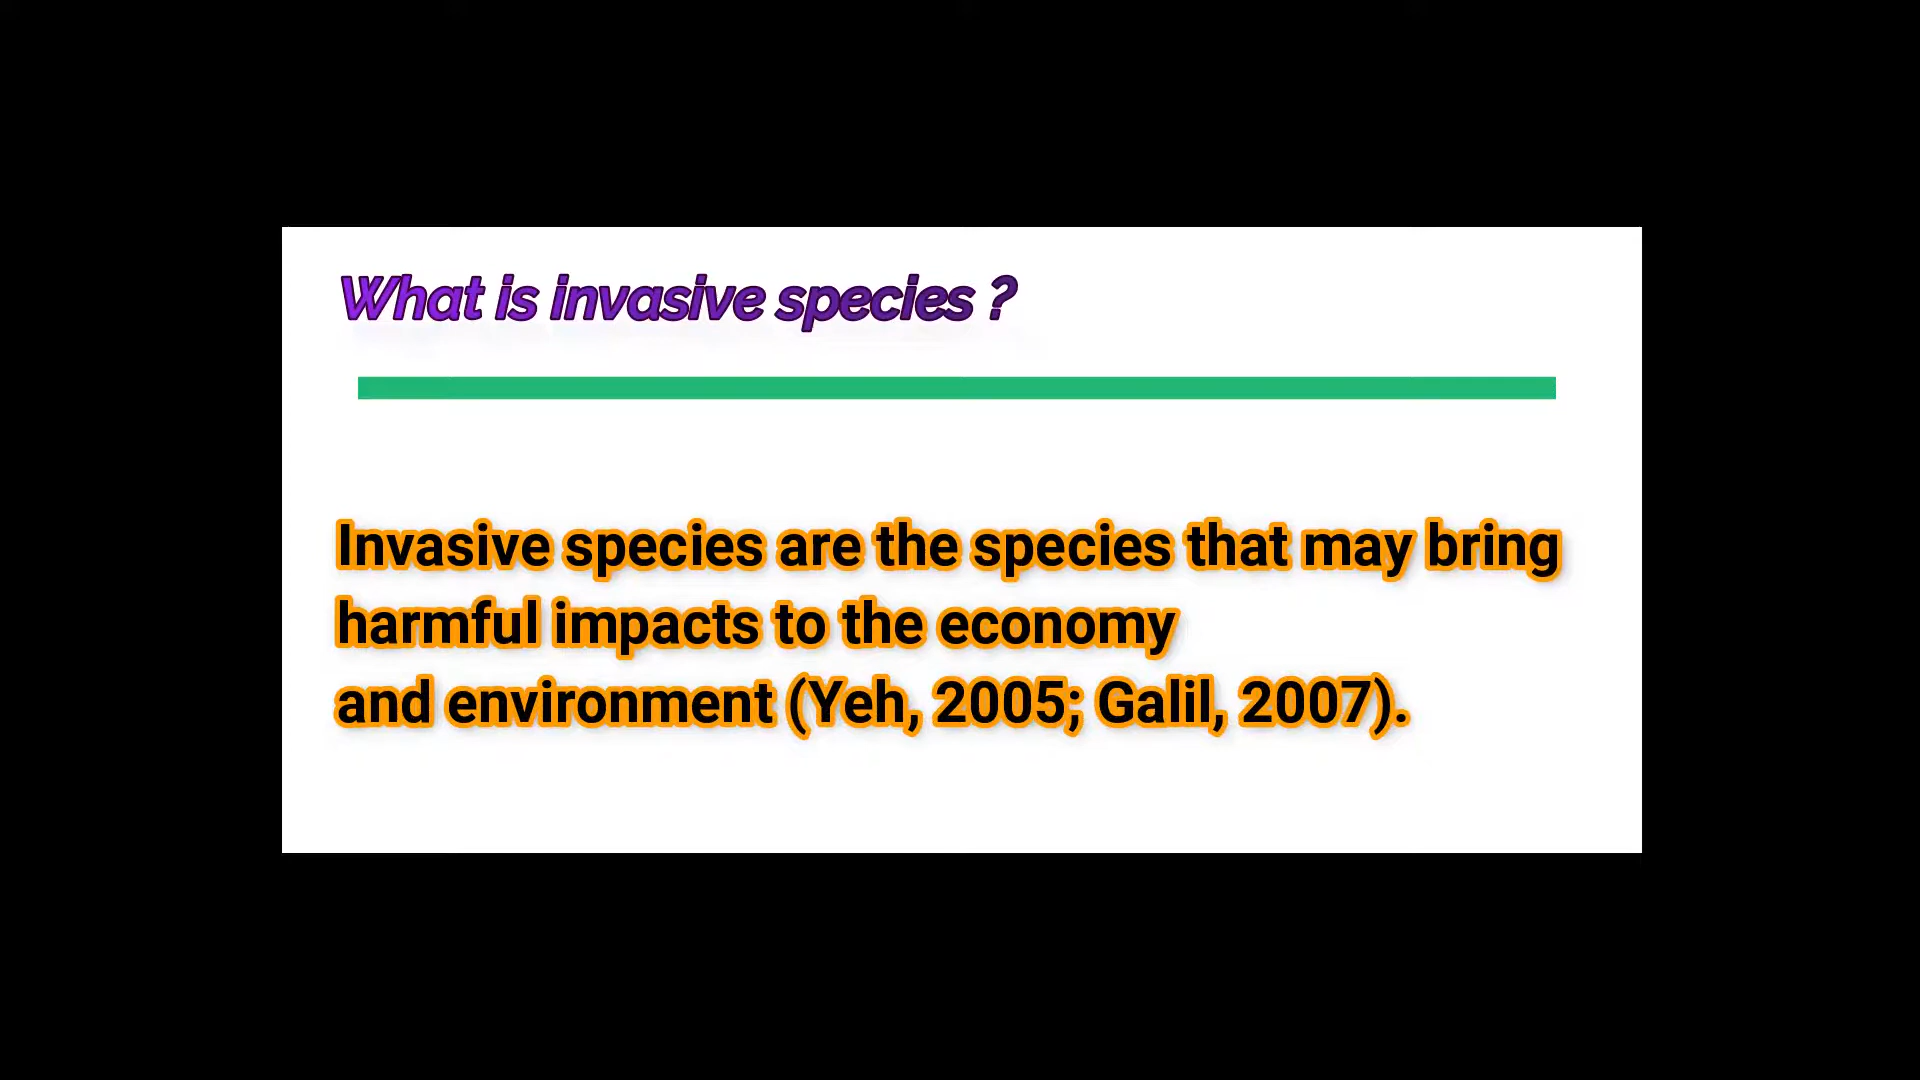 What is invasive species ?
Invasive species are the species that may bring
harmful impacts to the economy
and environment (Yeh, 2005; Galil, 2007).